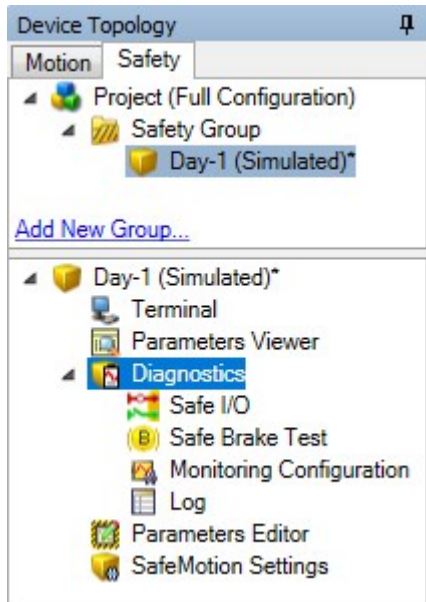 Device Topology
Motion Safety
Project (Full Configuration)
Safety Group
Day-1 (Simulated)*
Add New Group...
Day-1 (Simulated)*
Terminal
Parameters Viewer
Diagnostics
Safe I/O
(B) Safe Brake Test
Monitoring Configuration
Log
Parameters Editor
SafeMotion Settings